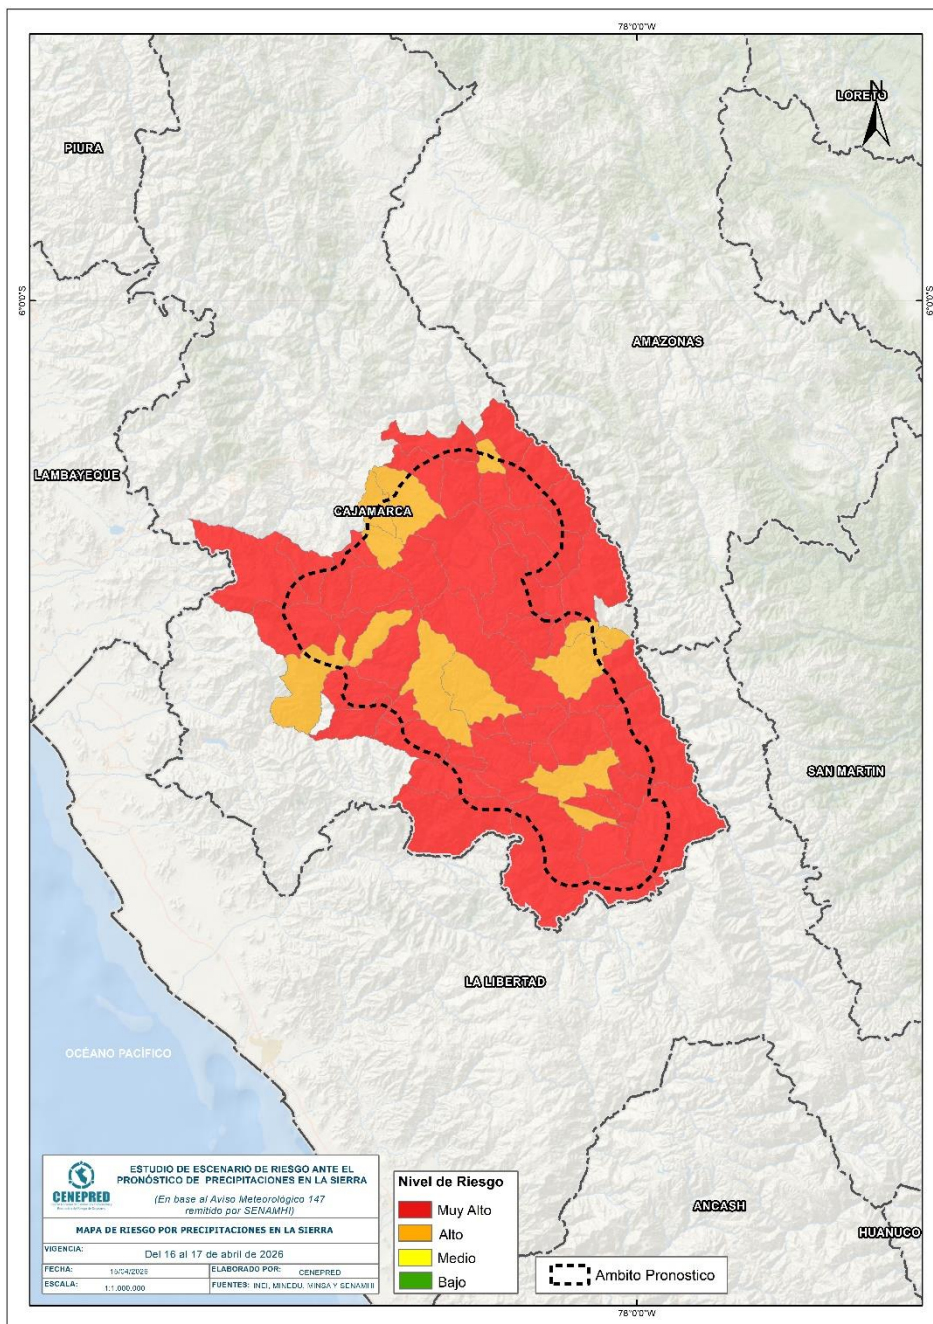 78°0'0"W
N
LORETO
PIURA
6°0'0"S
6°0'0"S
AMAZONAS
LAMBAYEQUE
CAJAMARCA
SAN MARTIN
LA LIBERTAD
OCÉANO PACÍFICO
ANCASH
HUANUCO
CENEPRED
ESTUDIO DE ESCENARIO DE RIESGO ANTE EL
PRONÓSTICO DE PRECIPITACIONES EN LA SIERRA
(En base al Aviso Meteorológico 147
remitido por SENAMHI)
MAPA DE RIESGO POR PRECIPITACIONES EN LA SIERRA
VIGENCIA: Del 16 al 17 de abril de 2026
FECHA: 15/04/2026 ELABORADO POR: CENEPRED
ESCALA: 1:1.000.000 FUENTES: INEI, MINEDU, MINSA Y SENAMHI
Nivel de Riesgo
Muy Alto
Alto
Medio
Bajo
Ambito Pronostico
78°0'0"W